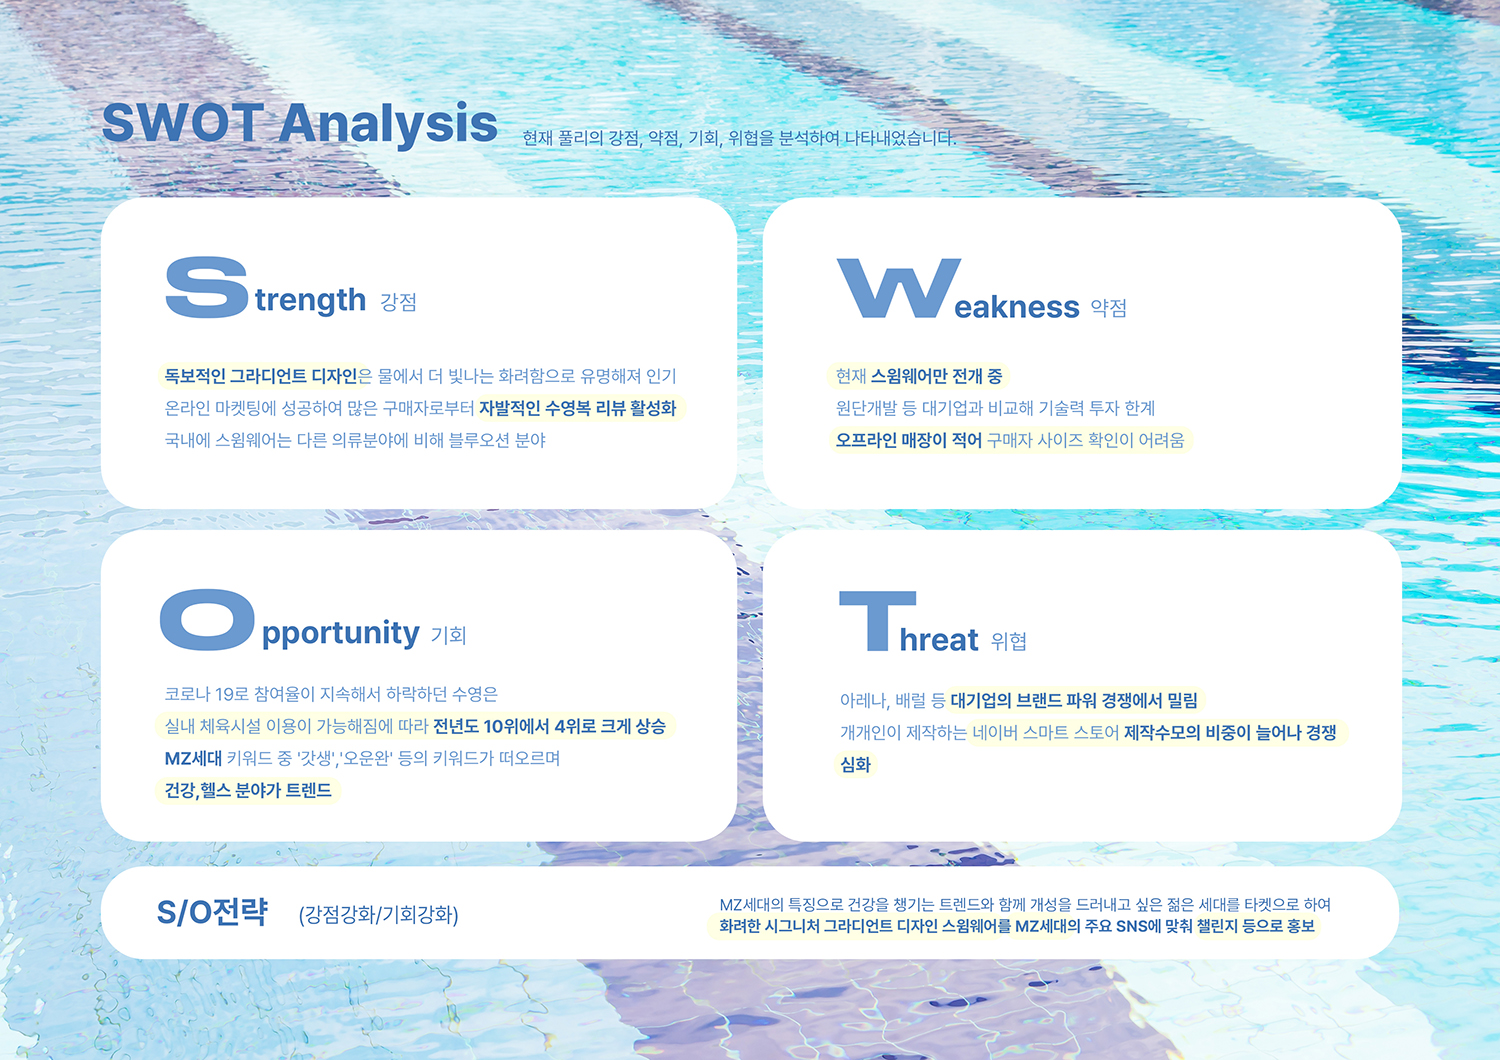 SWOT Analysis 현재 풀리의 강점, 약점, 기회, 위협을 분석하여 나타내었습니다.
Strength 강점
독보적인 그라디언트 디자인은 물에서 더 빛나는 화려함으로 유명해져 인기
온라인 마켓팅에 성공하여 많은 구매자로부터 자발적인 수영복 리뷰 활성화
국내에 스윔웨어는 다른 의류분야에 비해 블루오션 분야
Weakness 약점
현재 스윔웨어만 전개 중
원단개발 등 대기업과 비교해 기술력 투자 한계
오프라인 매장이 적어 구매자 사이즈 확인이 어려움
Opportunity 기회
코로나 19로 참여율이 지속해서 하락하던 수영은
실내 체육시설 이용이 가능해짐에 따라 전년도 10위에서 4위로 크게 상승
MZ세대 키워드 중 '갓생','오운완' 등의 키워드가 떠오르며
건강,헬스 분야가 트렌드
Threat 위협
아레나, 배럴 등 대기업의 브랜드 파워 경쟁에서 밀림
개개인이 제작하는 네이버 스마트 스토어 제작수모의 비중이 늘어나 경쟁
심화
S/O전략 (강점강화/기회강화)
MZ세대의 특징으로 건강을 챙기는 트렌드와 함께 개성을 드러내고 싶은 젊은 세대를 타켓으로 하여
화려한 시그니처 그라디언트 디자인 스윔웨어를 MZ세대의 주요 SNS에 맞춰 챌린지 등으로 홍보